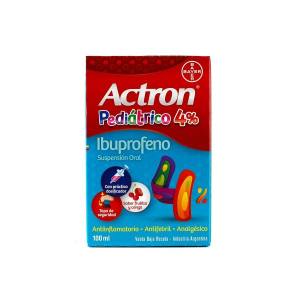 BAYER
Actron®
Pediátrico 4%
Ibuprofeno
Suspensión Oral
Con práctico
dosificador
Tapa de
seguridad
Sabor frutilla
y cereza
4%
Antiinflamatorio - Antifebril - Analgésico
100 ml
Venta Bajo Receta - Industria Argentina